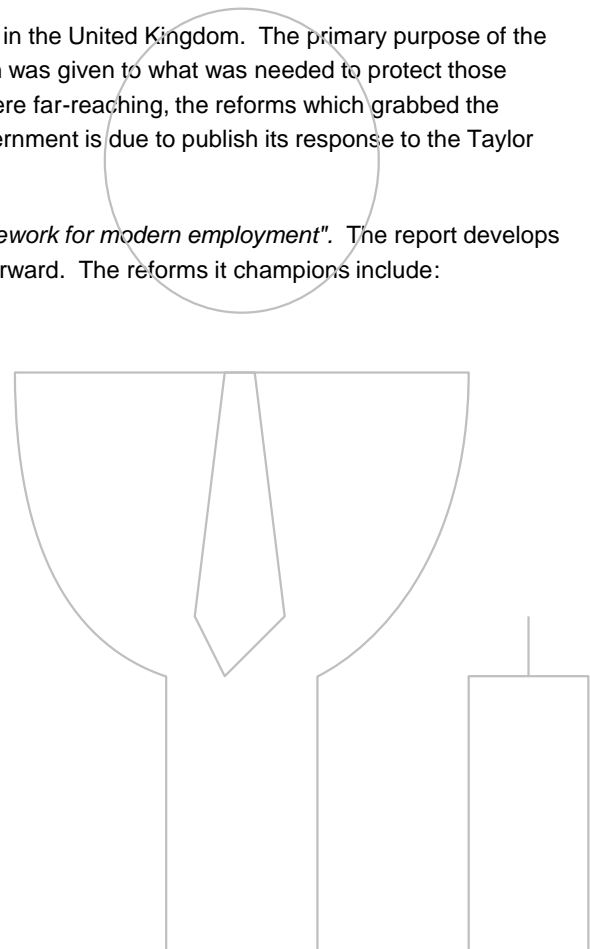 in the United Kingdom.  The primary purpose of the
was given to what was needed to protect those
ere far-reaching, the reforms which grabbed the
ernment is due to publish its response to the Taylor
ework for modern employment".  The report develops
rward.  The reforms it champions include: